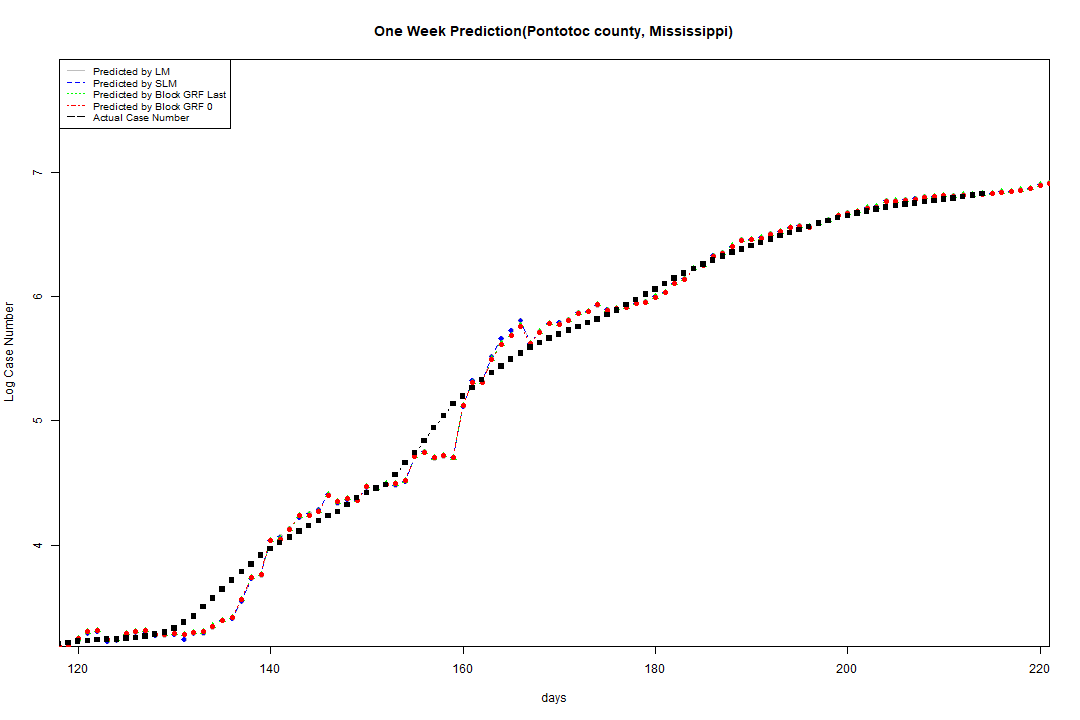 One Week Prediction(Pontotoc county, Mississippi)
Predicted by LM
Predicted by SLM
Predicted by Block GRF Last
Predicted by Block GRF 0
Actual Case Number
7
6
5
4
Log Case Number
120 140 160 180 200 220
days